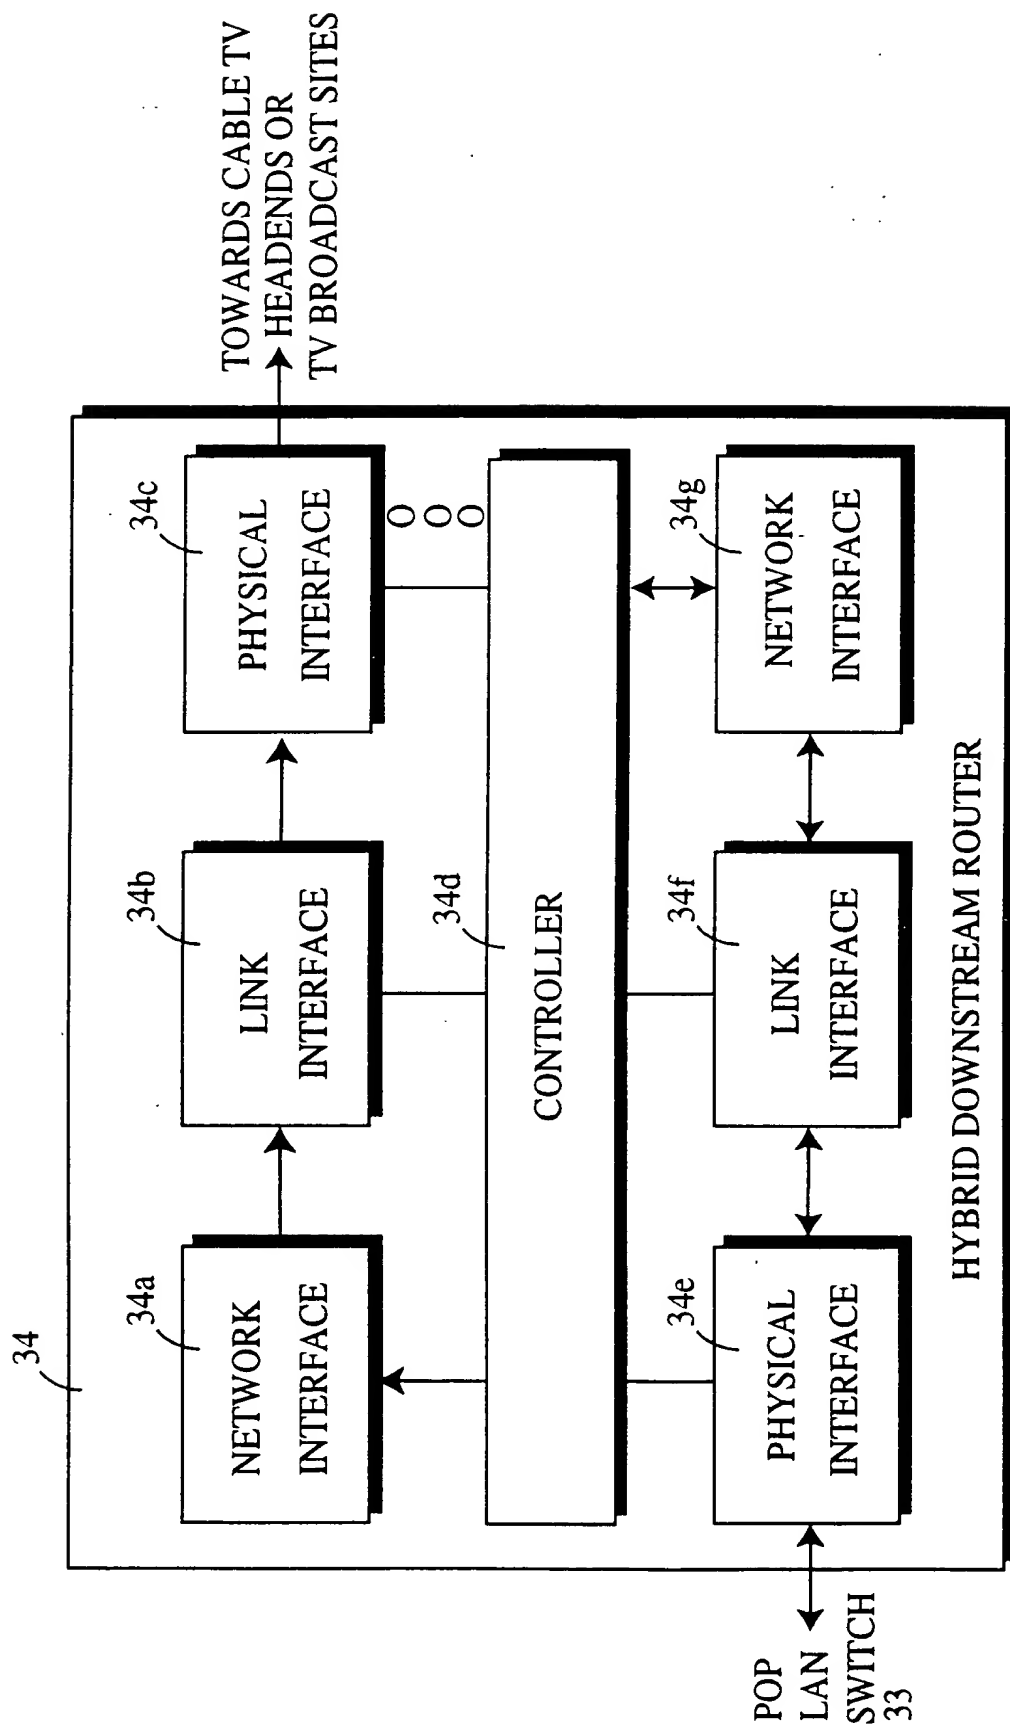 34
34a
NETWORK
INTERFACE
34b
LINK
INTERFACE
34c
PHYSICAL
INTERFACE
TOWARDS CABLE TV
HEADENDS OR
TV BROADCAST SITES
34d
CONTROLLER
34e
PHYSICAL
INTERFACE
34f
LINK
INTERFACE
34g
NETWORK
INTERFACE
POP
LAN
SWITCH
33
HYBRID DOWNSTREAM ROUTER